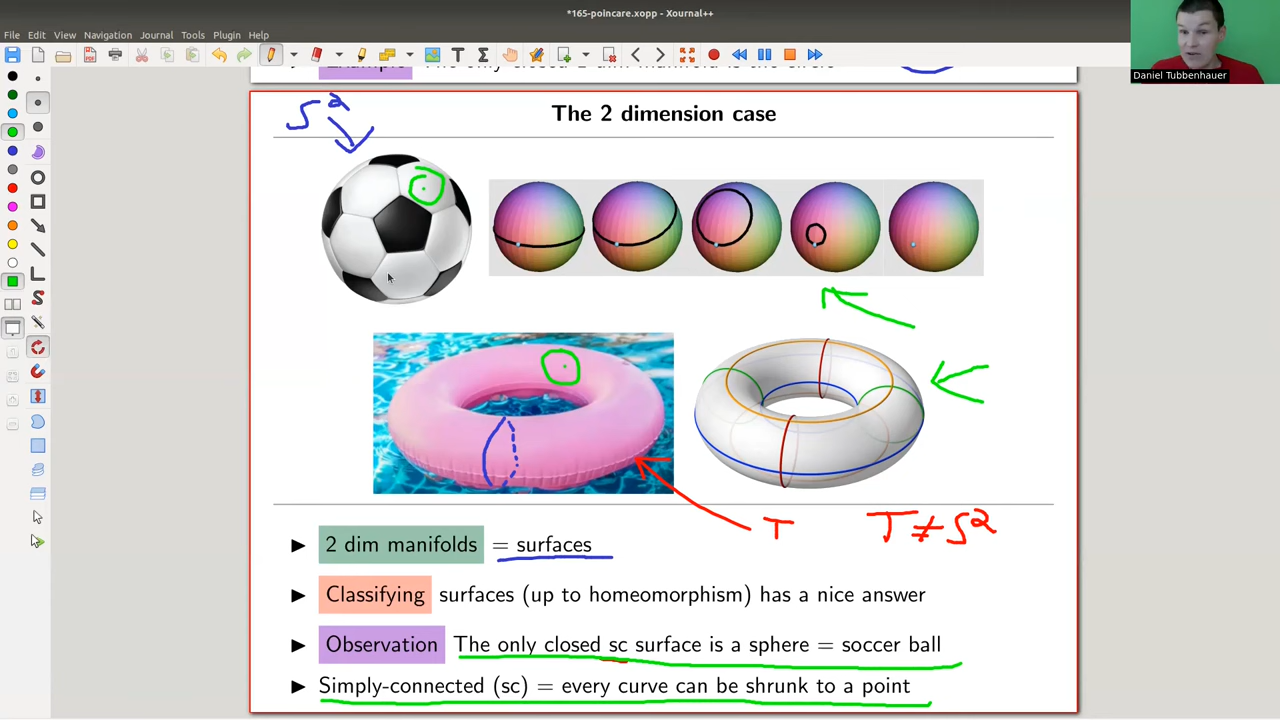 *165-poincare.xopp - Xournal++
File Edit View Navigation Journal Tools Plugin Help
Daniel Tubbenhauer
S²
The 2 dimension case
T
T≠S²
▶ 2 dim manifolds = surfaces
▶ Classifying surfaces (up to homeomorphism) has a nice answer
▶ Observation The only closed sc surface is a sphere = soccer ball
▶ Simply-connected (sc) = every curve can be shrunk to a point